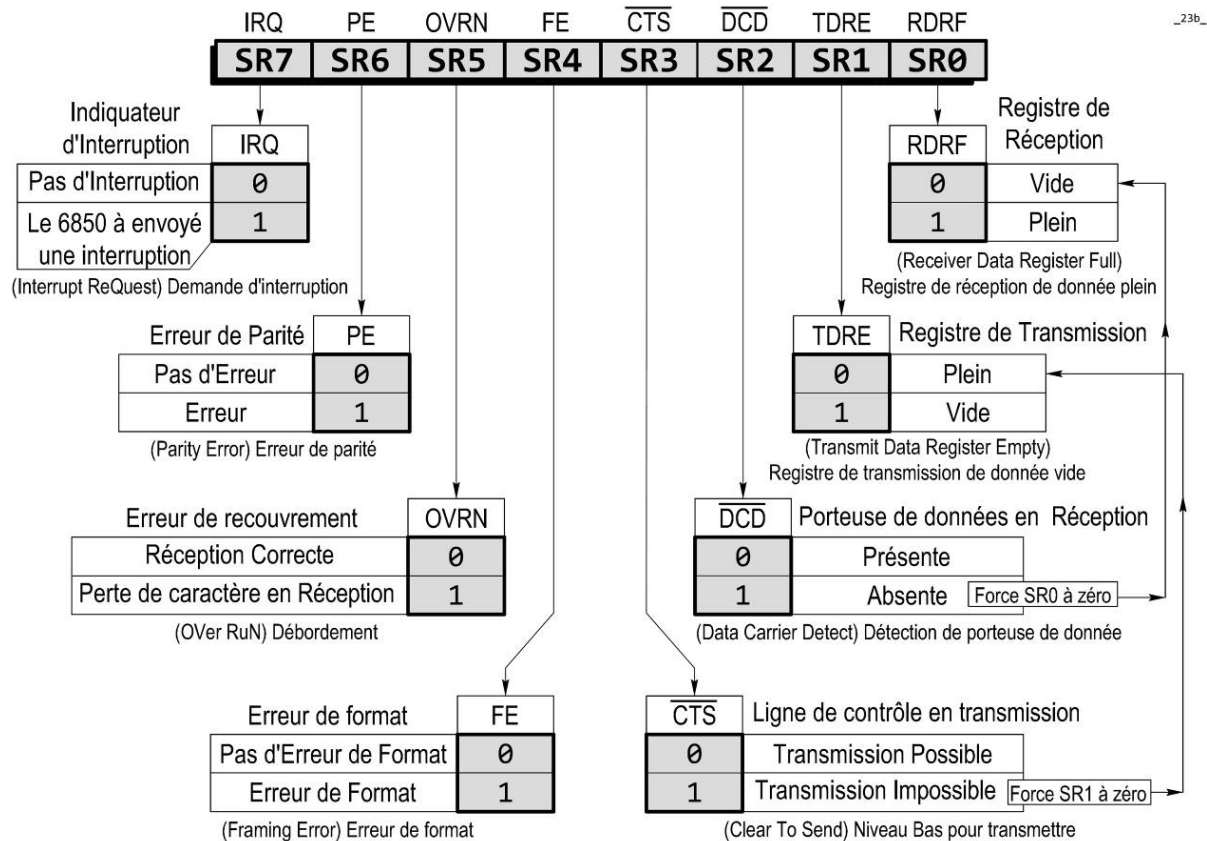 _23b_
IRQ PE OVRN FE CTS DCD TDRE RDRF
SR7 SR6 SR5 SR4 SR3 SR2 SR1 SR0
Indiquateur
d'Interruption
IRQ
Pas d'Interruption 0
Le 6850 à envoyé
une interruption
1
(Interrupt ReQuest) Demande d'interruption
Registre de
Réception
RDRF
0 Vide
1 Plein
(Receiver Data Register Full)
Registre de réception de donnée plein
Erreur de Parité PE
Pas d'Erreur 0
Erreur 1
(Parity Error) Erreur de parité
TDRE Registre de Transmission
0 Plein
1 Vide
(Transmit Data Register Empty)
Registre de transmission de donnée vide
Erreur de recouvrement OVRN
Réception Correcte 0
Perte de caractère en Réception 1
(OVer RuN) Débordement
DCD Porteuse de données en Réception
0 Présente
1 Absente Force SR0 à zéro
(Data Carrier Detect) Détection de porteuse de donnée
Erreur de format FE
Pas d'Erreur de Format 0
Erreur de Format 1
(Framing Error) Erreur de format
CTS Ligne de contrôle en transmission
0 Transmission Possible
1 Transmission Impossible Force SR1 à zéro
(Clear To Send) Niveau Bas pour transmettre